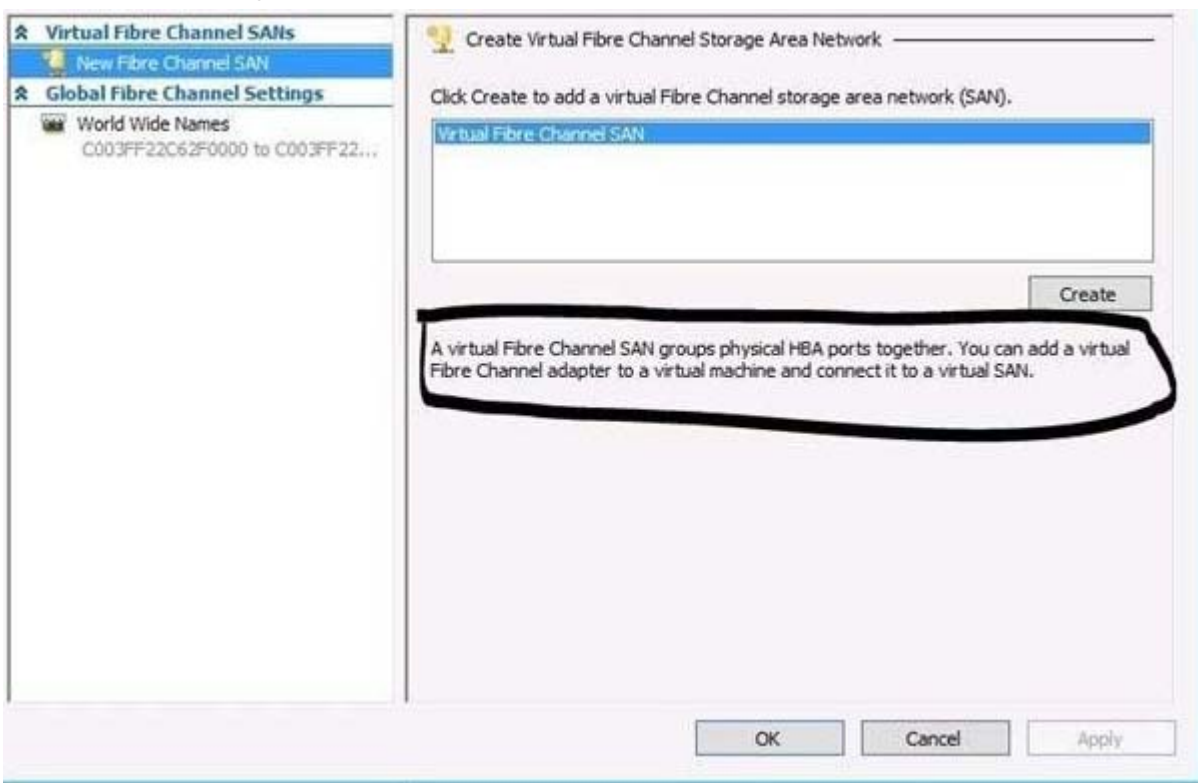 Virtual Fibre Channel SANs
New Fibre Channel SAN
Global Fibre Channel Settings
World Wide Names
C003FF22C62F0000 to C003FF22...
Create Virtual Fibre Channel Storage Area Network
Click Create to add a virtual Fibre Channel storage area network (SAN).
Virtual Fibre Channel SAN
Create
A virtual Fibre Channel SAN groups physical HBA ports together. You can add a virtual
Fibre Channel adapter to a virtual machine and connect it to a virtual SAN.
OK
Cancel
Apply